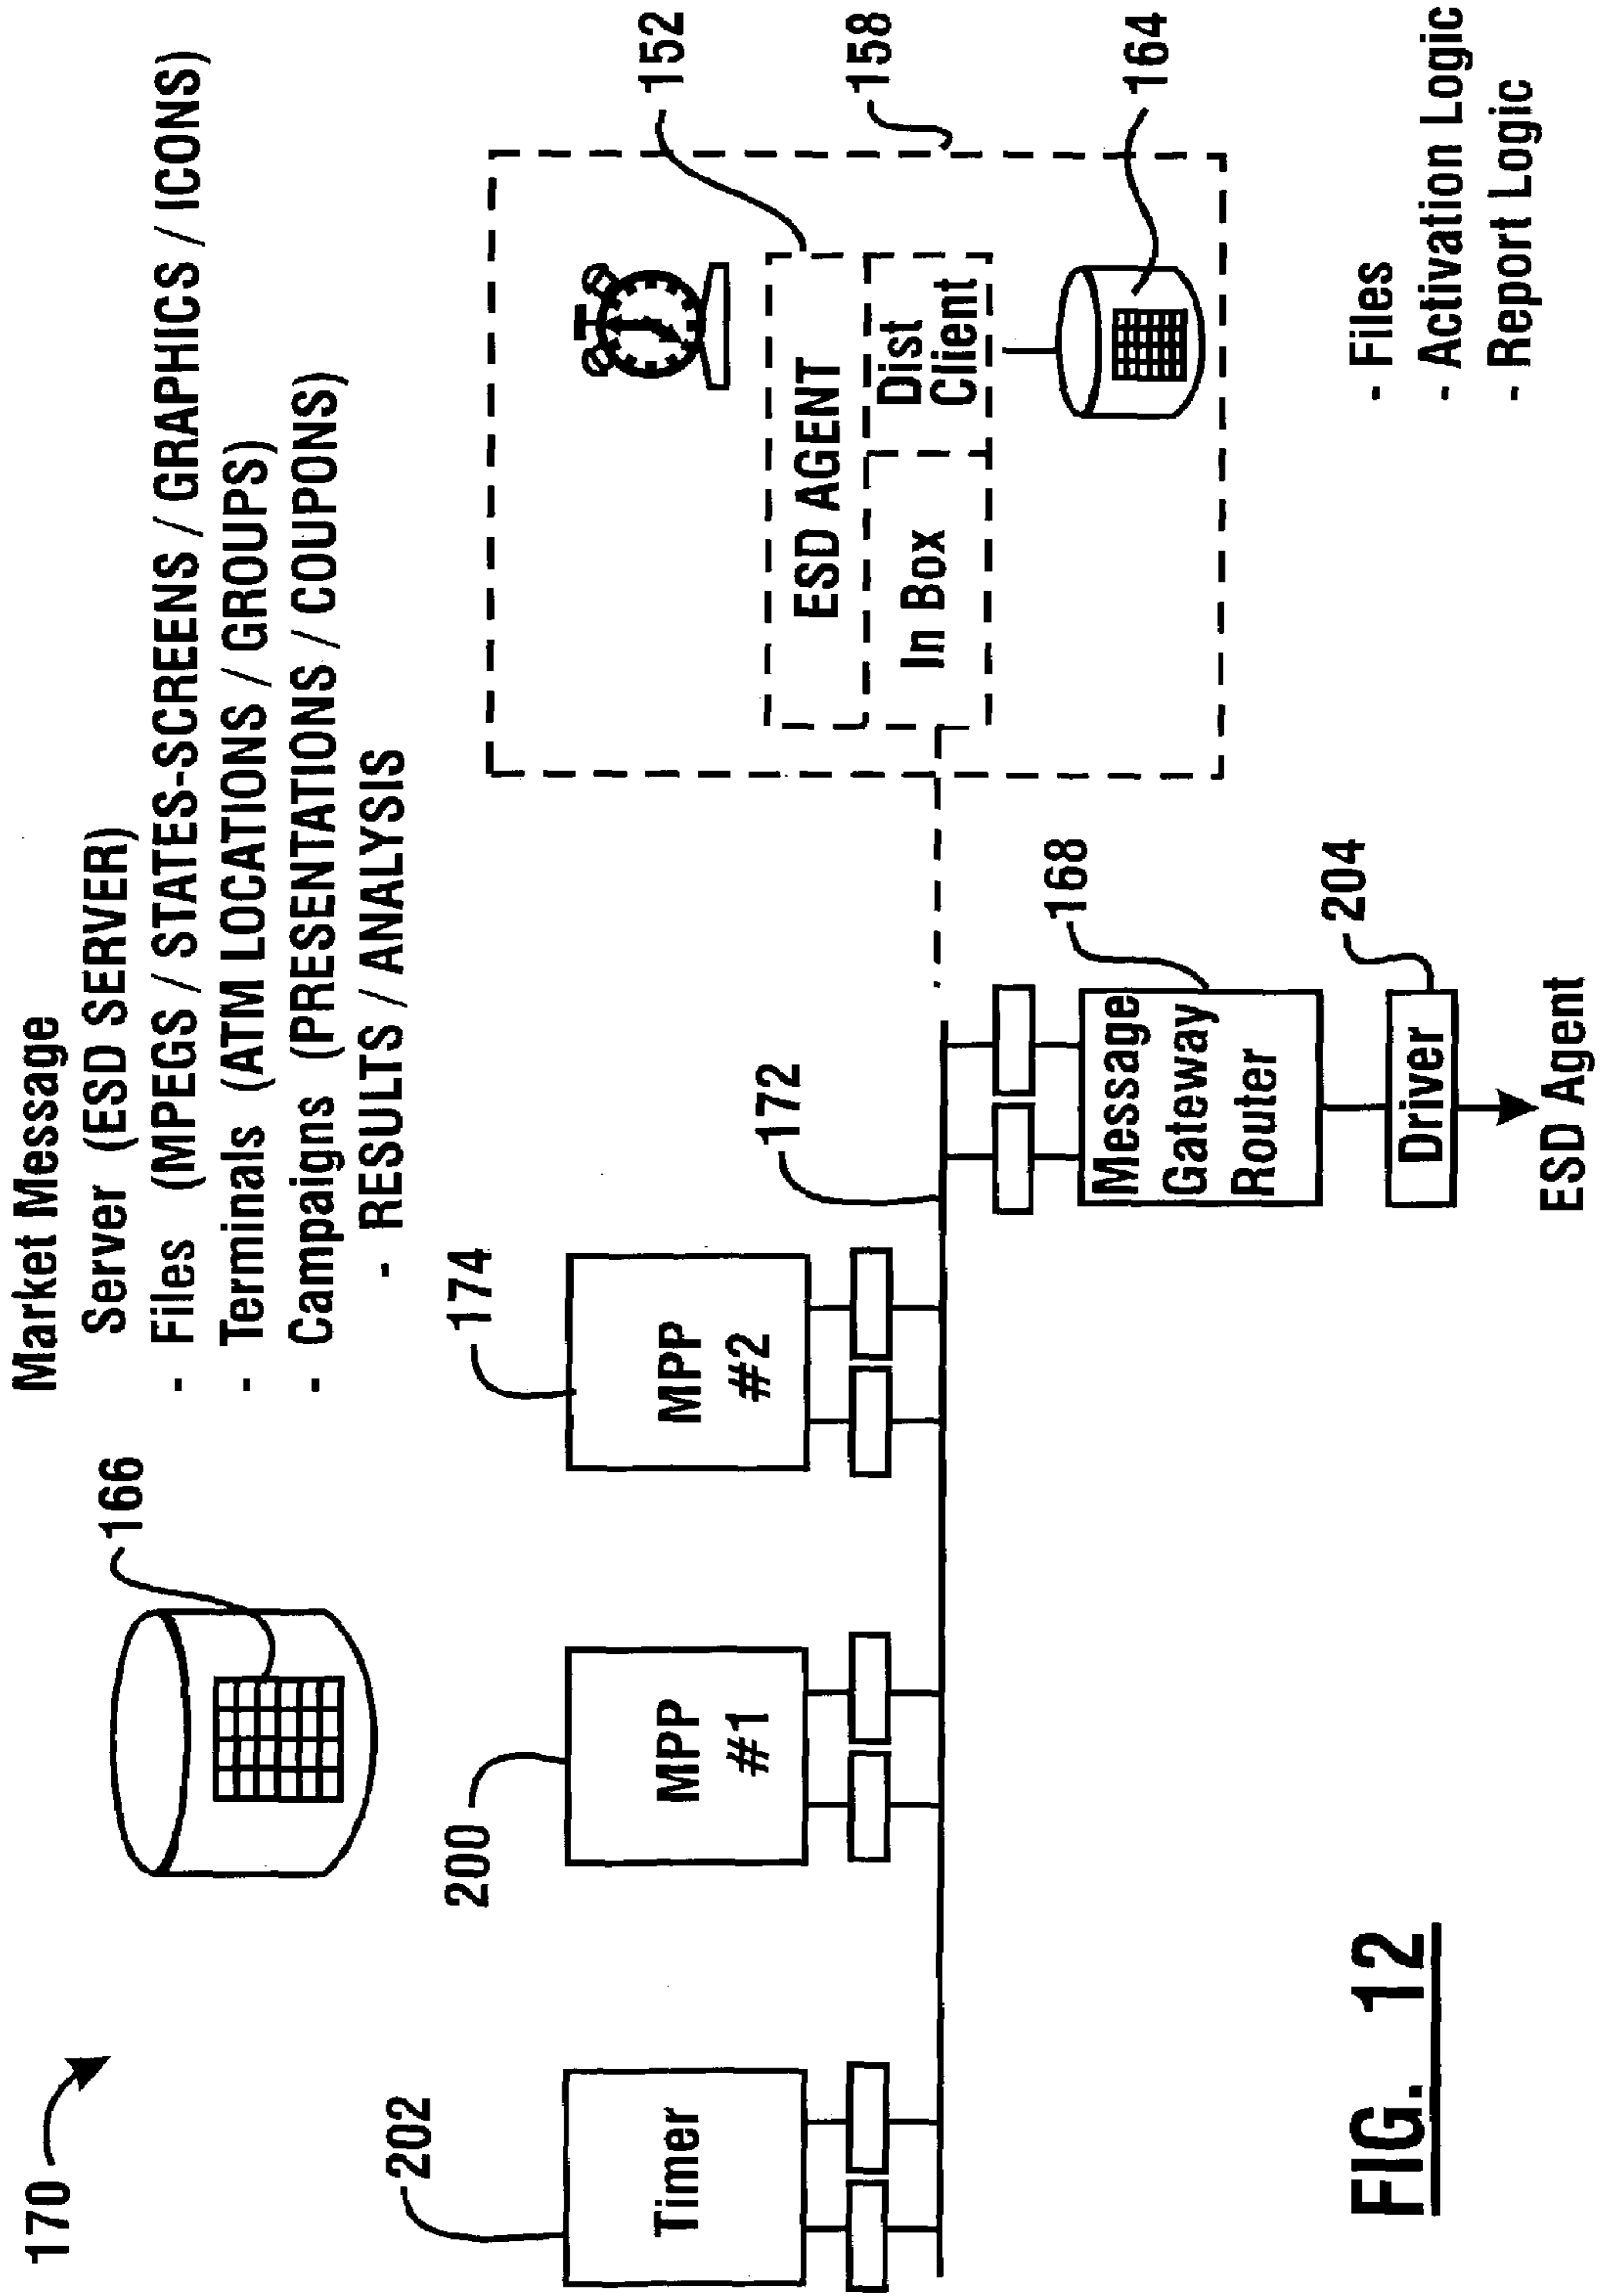 170
166
Market Message
Server (ESD SERVER)
- Files (MPEGS / STATES-SCREENS / GRAPHICS / ICONS)
- Terminals (ATM LOCATIONS / GROUPS)
- Campaigns (PRESENTATIONS / COUPONS)
- RESULTS / ANALYSIS
202
200
174
172
152
158
164
Timer
MPP
#1
MPP
#2
ESD AGENT
In Box
Dist
Client
168
Message
Gateway
Router
204
Driver
ESD Agent
- Files
- Activation Logic
- Report Logic
FIG. 12